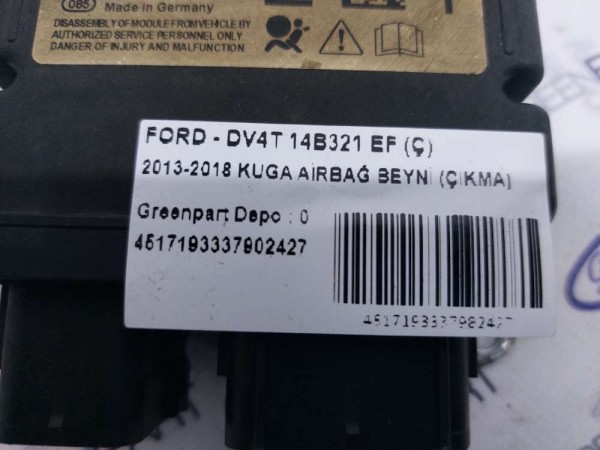 085 Made in Germany
DISASSEMBLY OF MODULE FROM VEHICLE BY
AUTHORIZED SERVICE PERSONNEL ONLY
DANGER OF INJURY AND MALFUNCTION
FORD - DV4T 14B321 EF (Ç)
2013-2018 KUGA AİRBAĞ BEYNİ (ÇIKMA)
Greenpart Depo : 0
4517193337902427